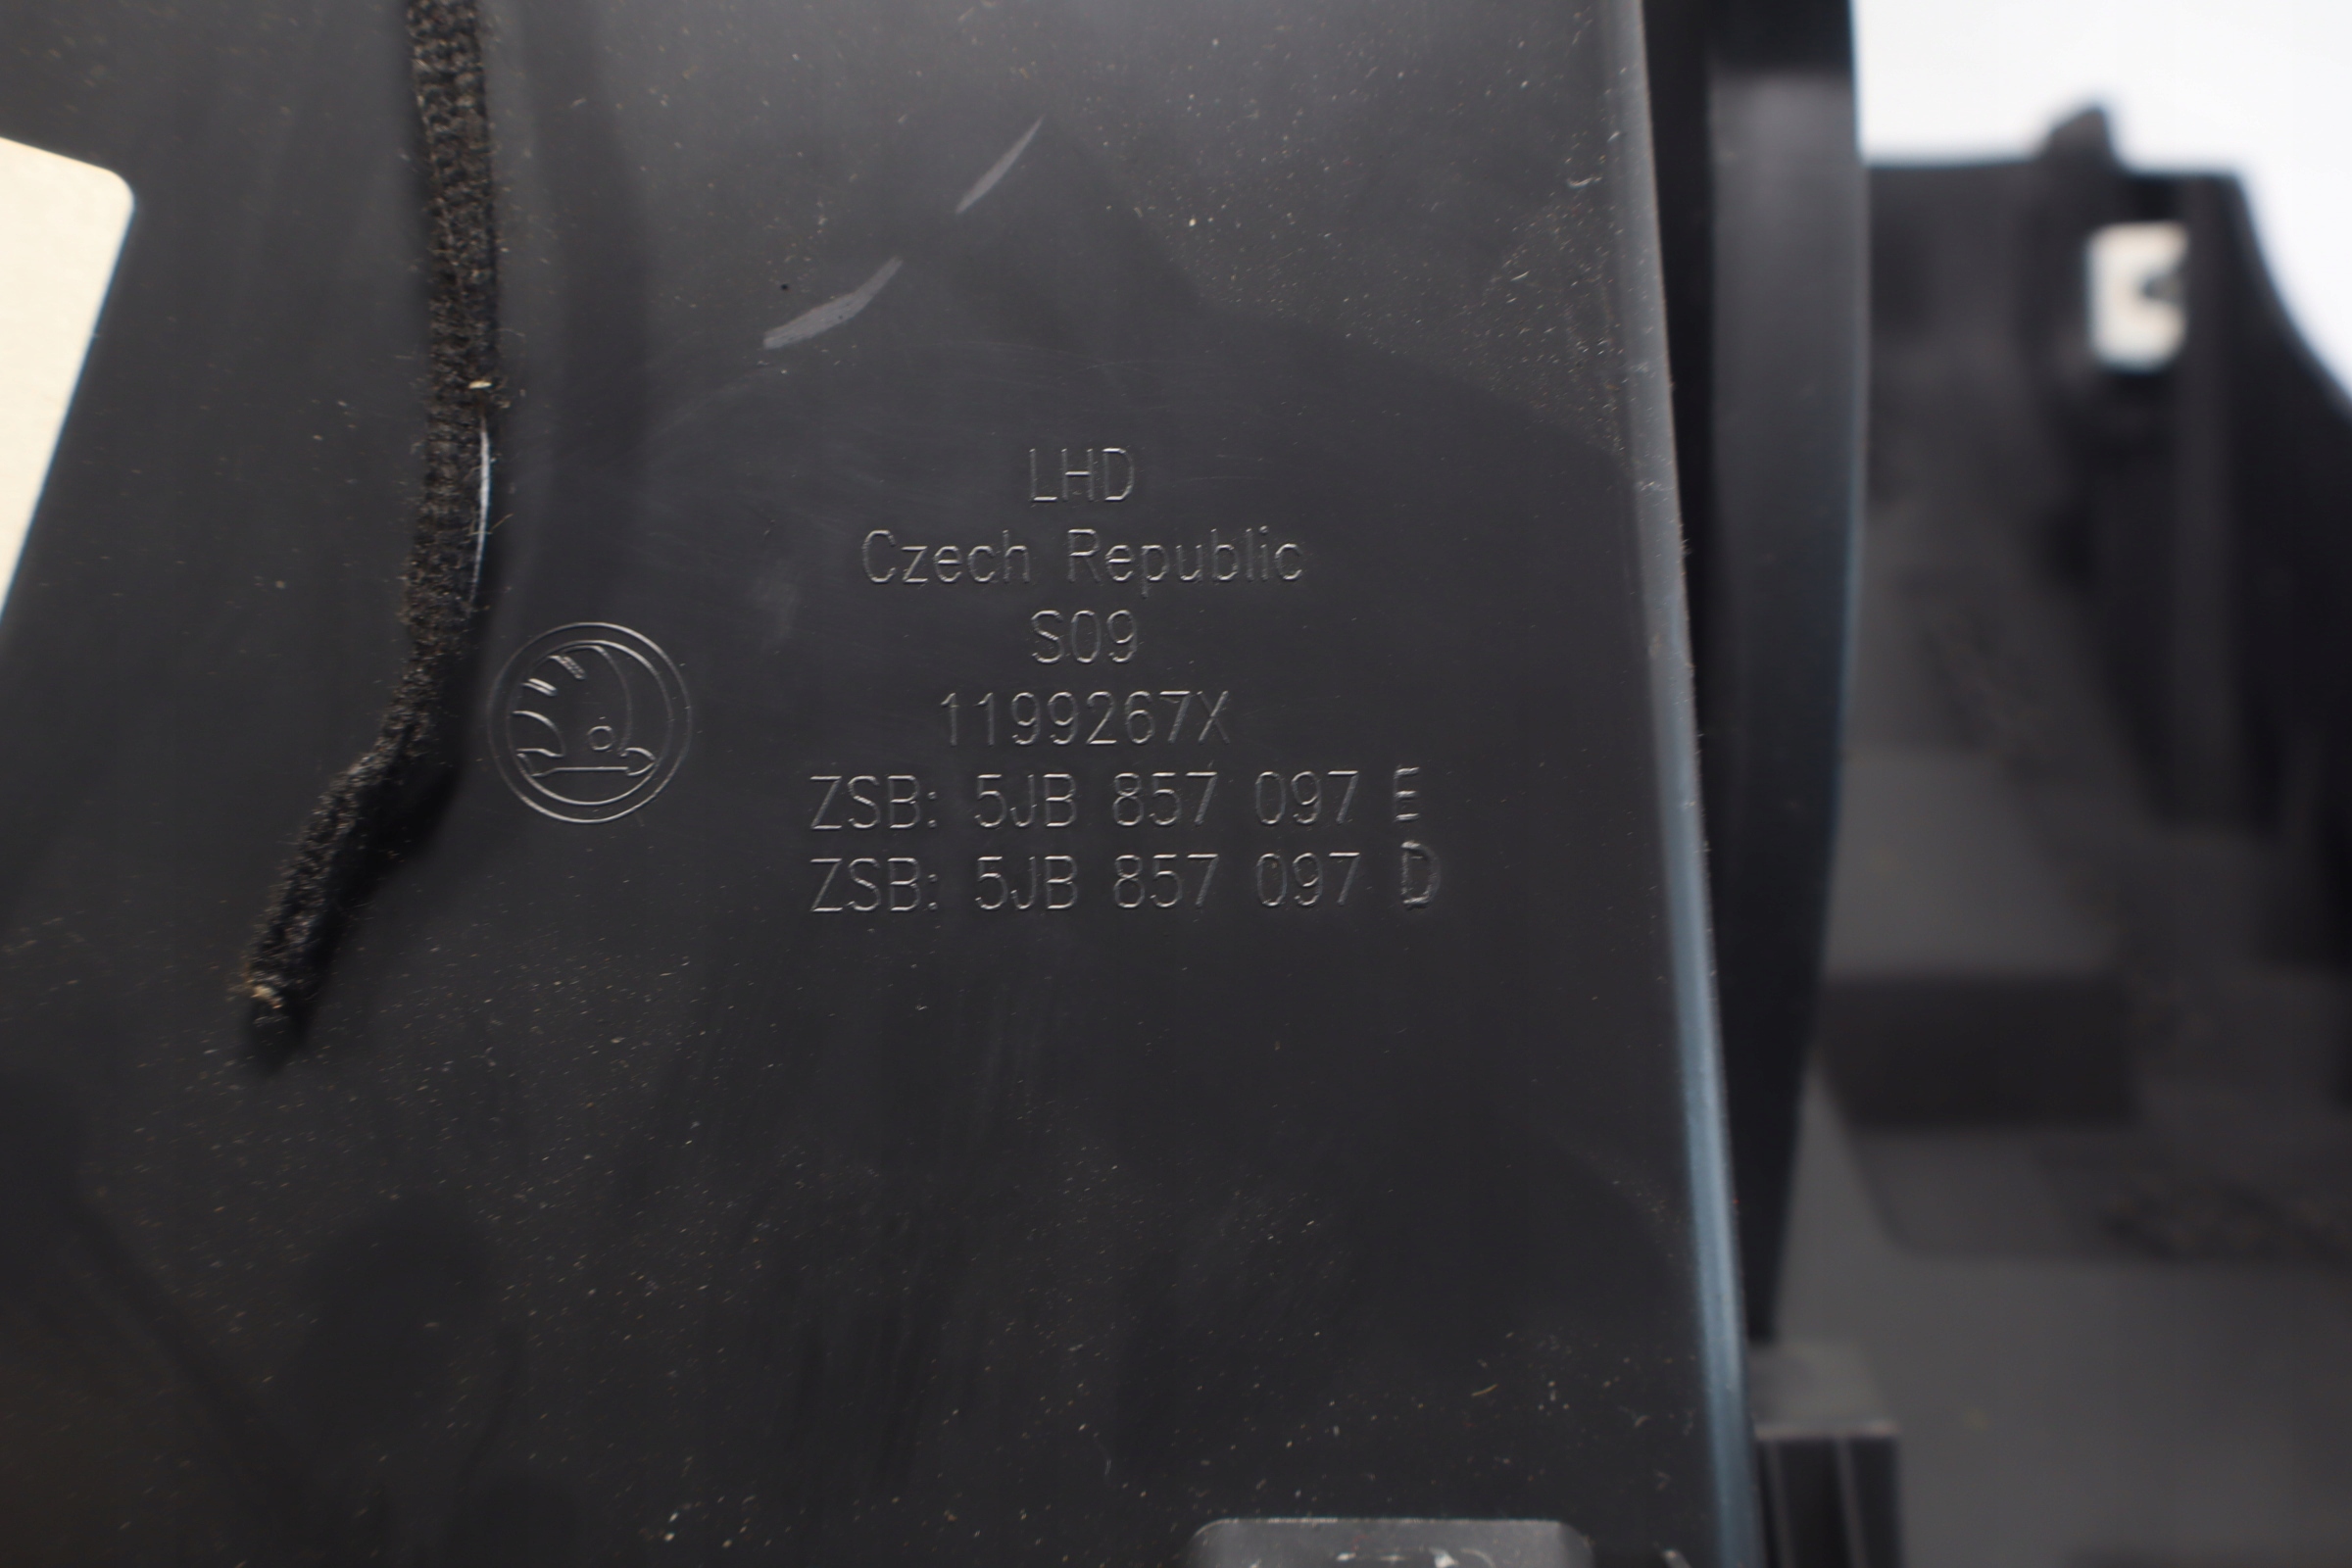 LHD
Czech Republic
S09
1199267X
ZSB: 5JB 857 097 E
ZSB: 5JB 857 097 D